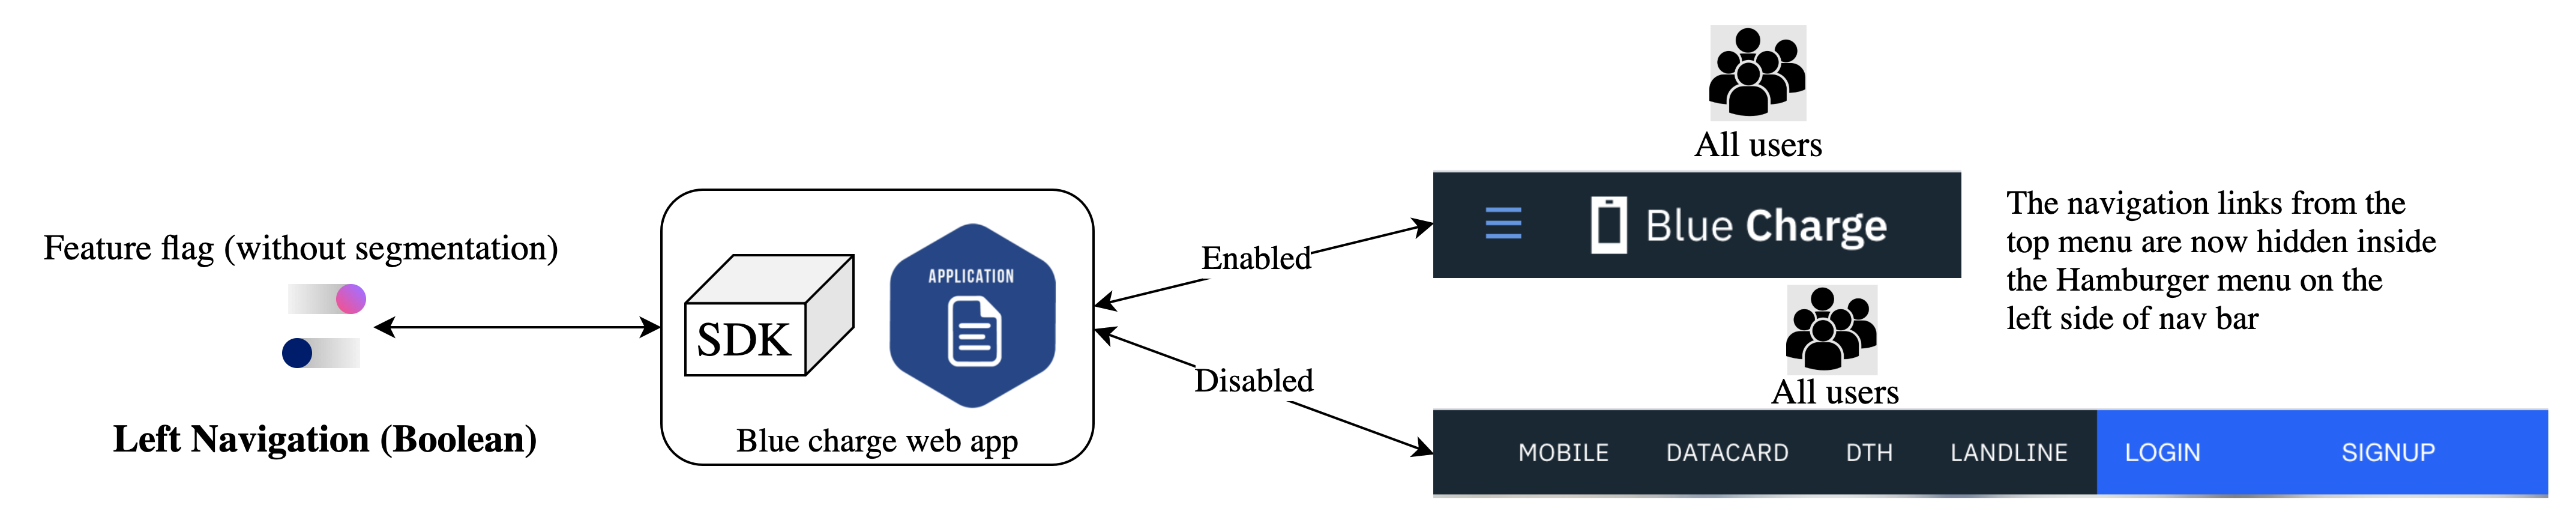 Feature flag (without segmentation)
Left Navigation (Boolean)
SDK
APPLICATION
Blue charge web app
Enabled
Disabled
All users
Blue Charge
The navigation links from the
top menu are now hidden inside
the Hamburger menu on the
left side of nav bar
All users
MOBILE DATACARD DTH LANDLINE LOGIN SIGNUP